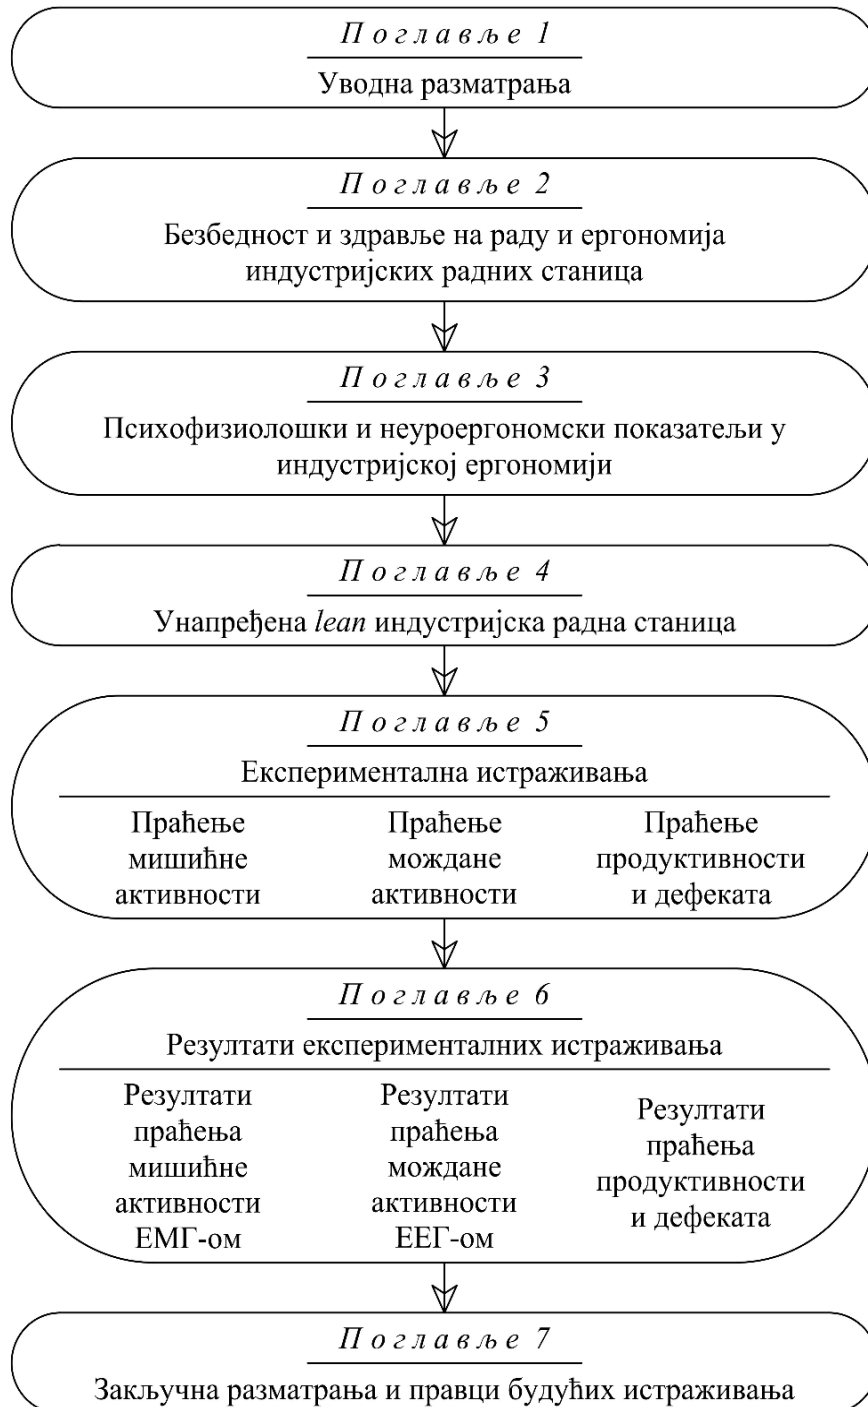 Поглавље 1
Уводна разматрања
Поглавље 2
Безбедност и здравље на раду и ергономија
индустријских радних станица
Поглавље 3
Психофизиолошки и неуроергономски показатељи у
индустријској ергономији
Поглавље 4
Унапређена lean индустријска радна станица
Поглавље 5
Експериментална истраживања
Праћење
мишићне
активности
Праћење
мождане
активности
Праћење
продуктивности
и дефеката
Поглавље 6
Резултати експерименталних истраживања
Резултати
праћења
мишићне
активности
ЕМГ-ом
Резултати
праћења
мождане
активности
ЕЕГ-ом
Резултати
праћења
продуктивности
и дефеката
Поглавље 7
Закључна разматрања и правци будућих истраживања